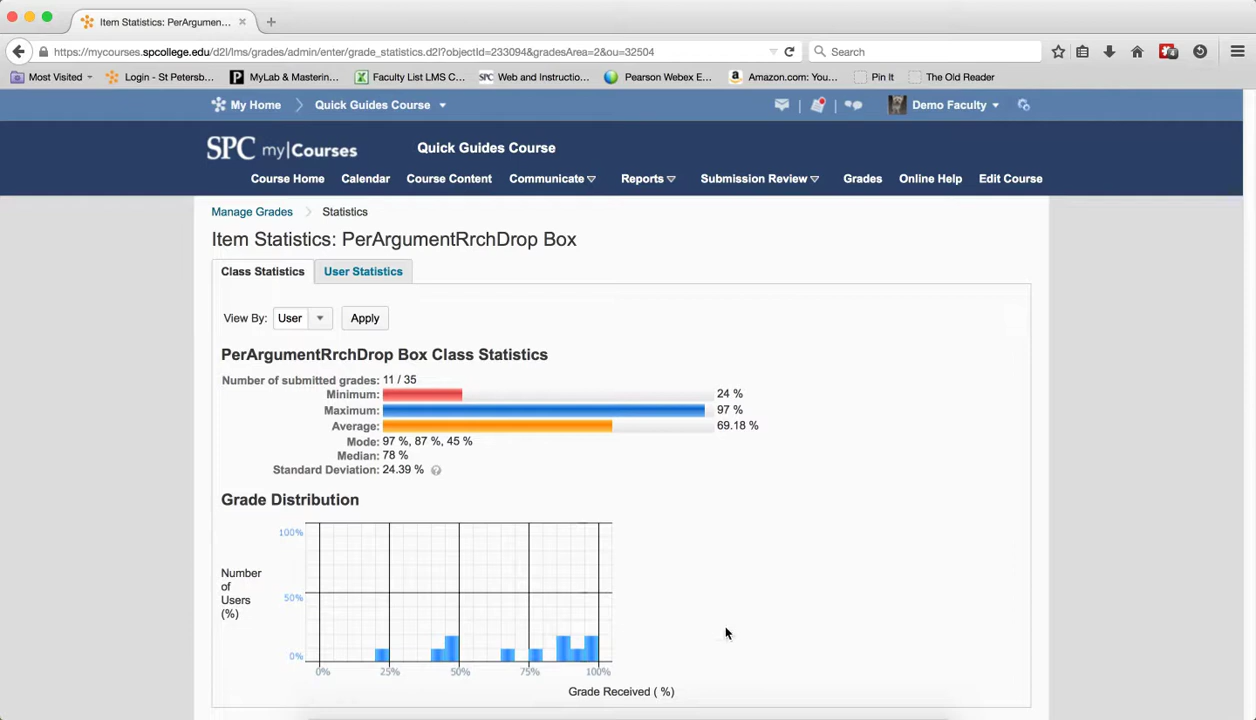 Item Statistics: PerArgumen...
https://mycourses.spcollege.edu/d2l/lms/grades/admin/enter/grade_statistics.d2l?objectId=233094&gradesArea=2&ou=32504
Search
Most Visited
Login - St Petersb...
MyLab & Mastering...
Faculty List LMS C...
Web and Instructio...
Pearson Webex E...
Amazon.com: You...
Pin It
The Old Reader
My Home
Quick Guides Course
Demo Faculty
SPC my|Courses
Quick Guides Course
Course Home
Calendar
Course Content
Communicate
Reports
Submission Review
Grades
Online Help
Edit Course
Manage Grades
Statistics
Item Statistics: PerArgumentRrchDrop Box
Class Statistics
User Statistics
View By: User
Apply
PerArgumentRrchDrop Box Class Statistics
Number of submitted grades: 11 / 35
Minimum: 24 %
Maximum: 97 %
Average: 69.18 %
Mode: 97 %, 87 %, 45 %
Median: 78 %
Standard Deviation: 24.39 % ?
Grade Distribution
100%
50%
0%
Number
of
Users
(%)
0% 25% 50% 75% 100%
Grade Received ( %)